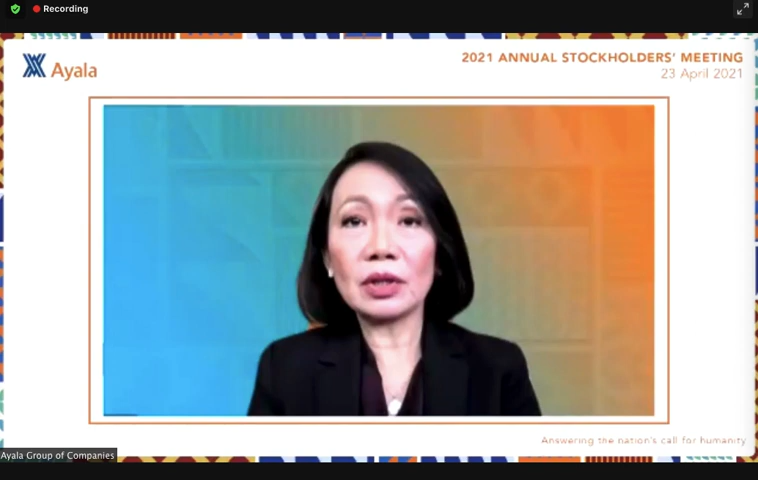 Recording
Ayala
2021 ANNUAL STOCKHOLDERS' MEETING
23 April 2021
Answering the nation's call for humanity
Ayala Group of Companies